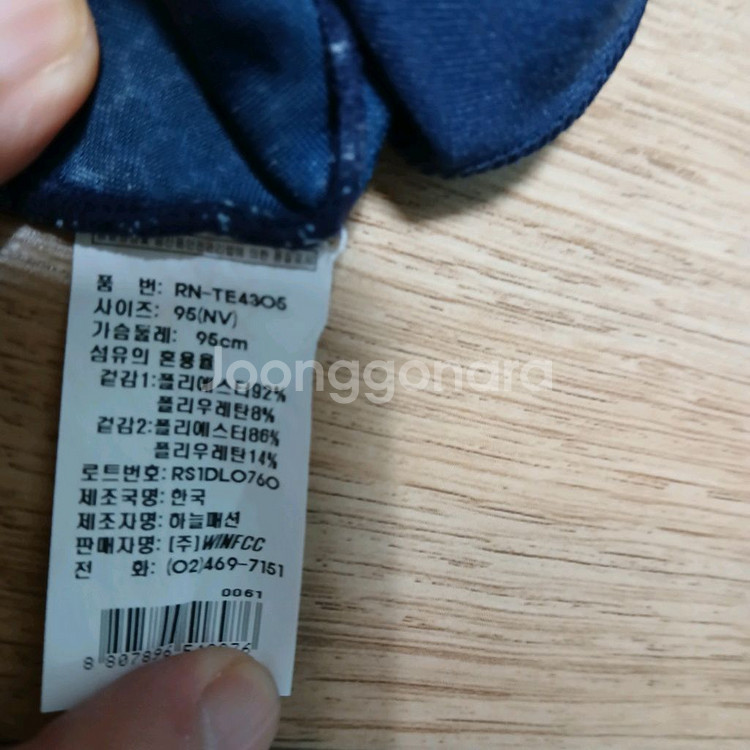 품 번: RN-TE4305
사이즈: 95(NV)
가슴둘레: 95cm
섬유의 혼용율
Joonggonara
겉감1:폴리에스터92%
폴리우레탄8%
겉감2:폴리에스터86%
폴리우레탄14%
로트번호: RS1DL0760
제조국명: 한국
제조자명: 하늘패션
판매자명: (주)WINFCC
전 화: (02)469-7151
0061
8 807896